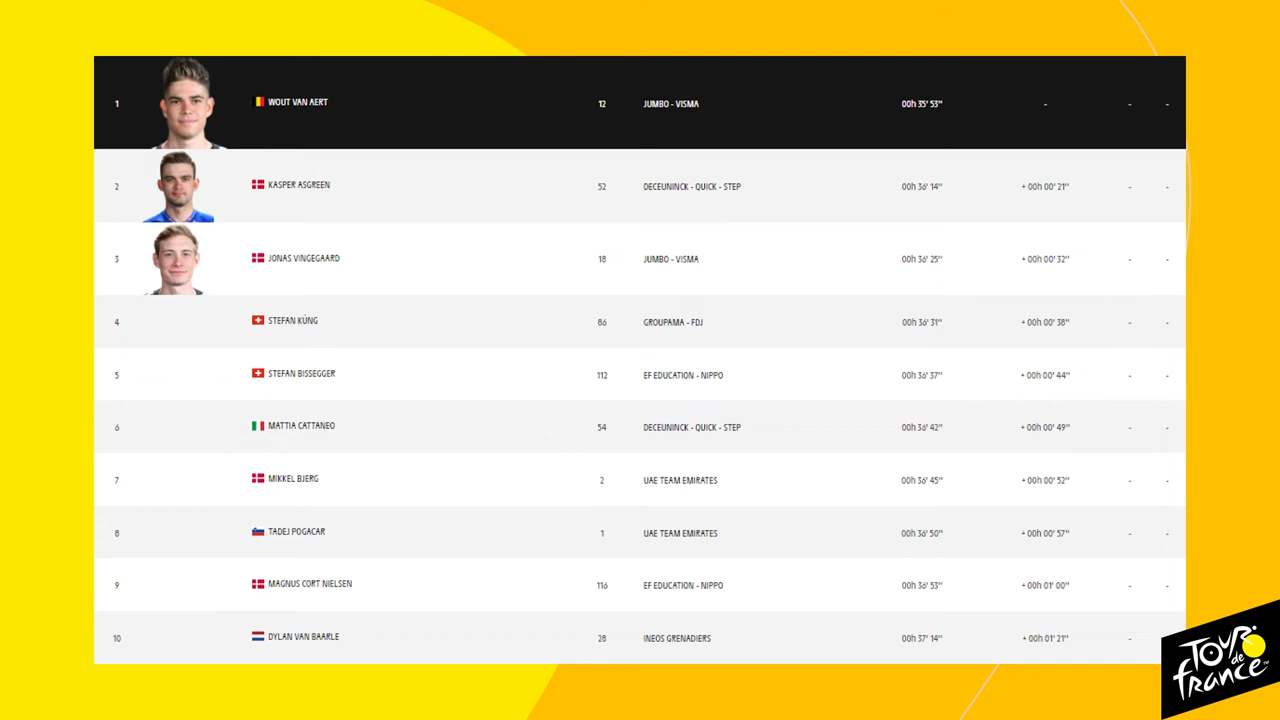 1 WOUT VAN AERT 12 JUMBO - VISMA 00h 35' 53'' - - -
2 KASPER ASGREEN 52 DECEUNINCK - QUICK - STEP 00h 36' 14'' + 00h 00' 21'' - -
3 JONAS VINGEGAARD 18 JUMBO - VISMA 00h 36' 25'' + 00h 00' 32'' - -
4 STEFAN KÜNG 86 GROUPAMA - FDJ 00h 36' 31'' + 00h 00' 38'' - -
5 STEFAN BISSEGGER 112 EF EDUCATION - NIPPO 00h 36' 37'' + 00h 00' 44'' - -
6 MATTIA CATTANEO 54 DECEUNINCK - QUICK - STEP 00h 36' 42'' + 00h 00' 49'' - -
7 MIKKEL BJERG 2 UAE TEAM EMIRATES 00h 36' 45'' + 00h 00' 52'' - -
8 TADEJ POGACAR 1 UAE TEAM EMIRATES 00h 36' 50'' + 00h 00' 57'' - -
9 MAGNUS CORT NIELSEN 116 EF EDUCATION - NIPPO 00h 36' 53'' + 00h 01' 00'' - -
10 DYLAN VAN BAARLE 28 INEOS GRENADIERS 00h 37' 14'' + 00h 01' 21'' -
TOUR
de
france™